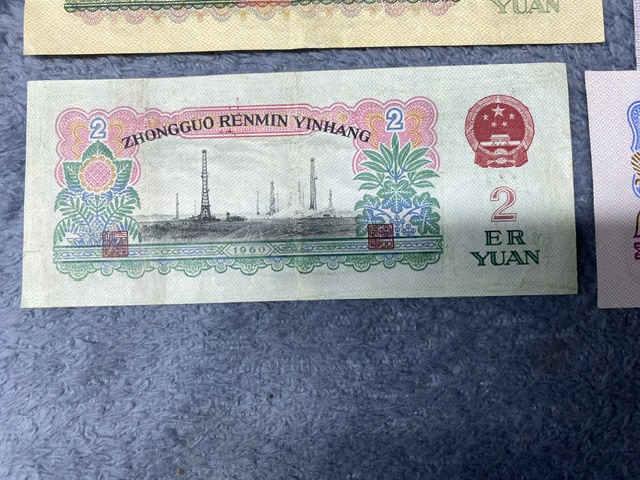 YUAN
2
ZHONGGUO RENMIN YINHANG
2
1960
2
ER
YUAN